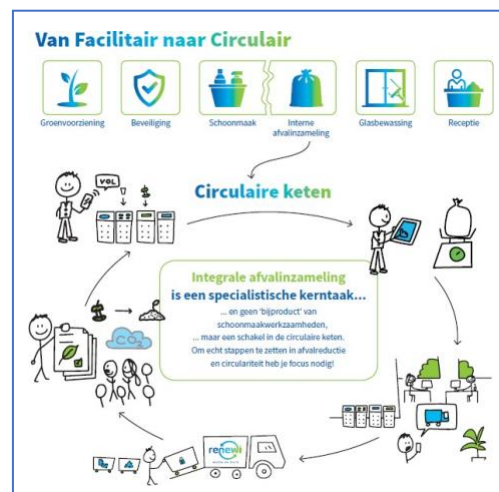 Van Facilitair naar Circulair
Groenvoorziening
Beveiliging
Schoonmaak
Interne
afvalinzameling
Glasbewassing
Receptie
VOL
Circulaire keten
Integrale afvalinzameling
is een specialistische kerntaak...
... en geen 'bijproduct' van
schoonmaakwerkzaamheden,
... maar een schakel in de circulaire keten.
Om echt stappen te zetten in afvalreductie
en circulariteit heb je focus nodig!
CO2
renewi